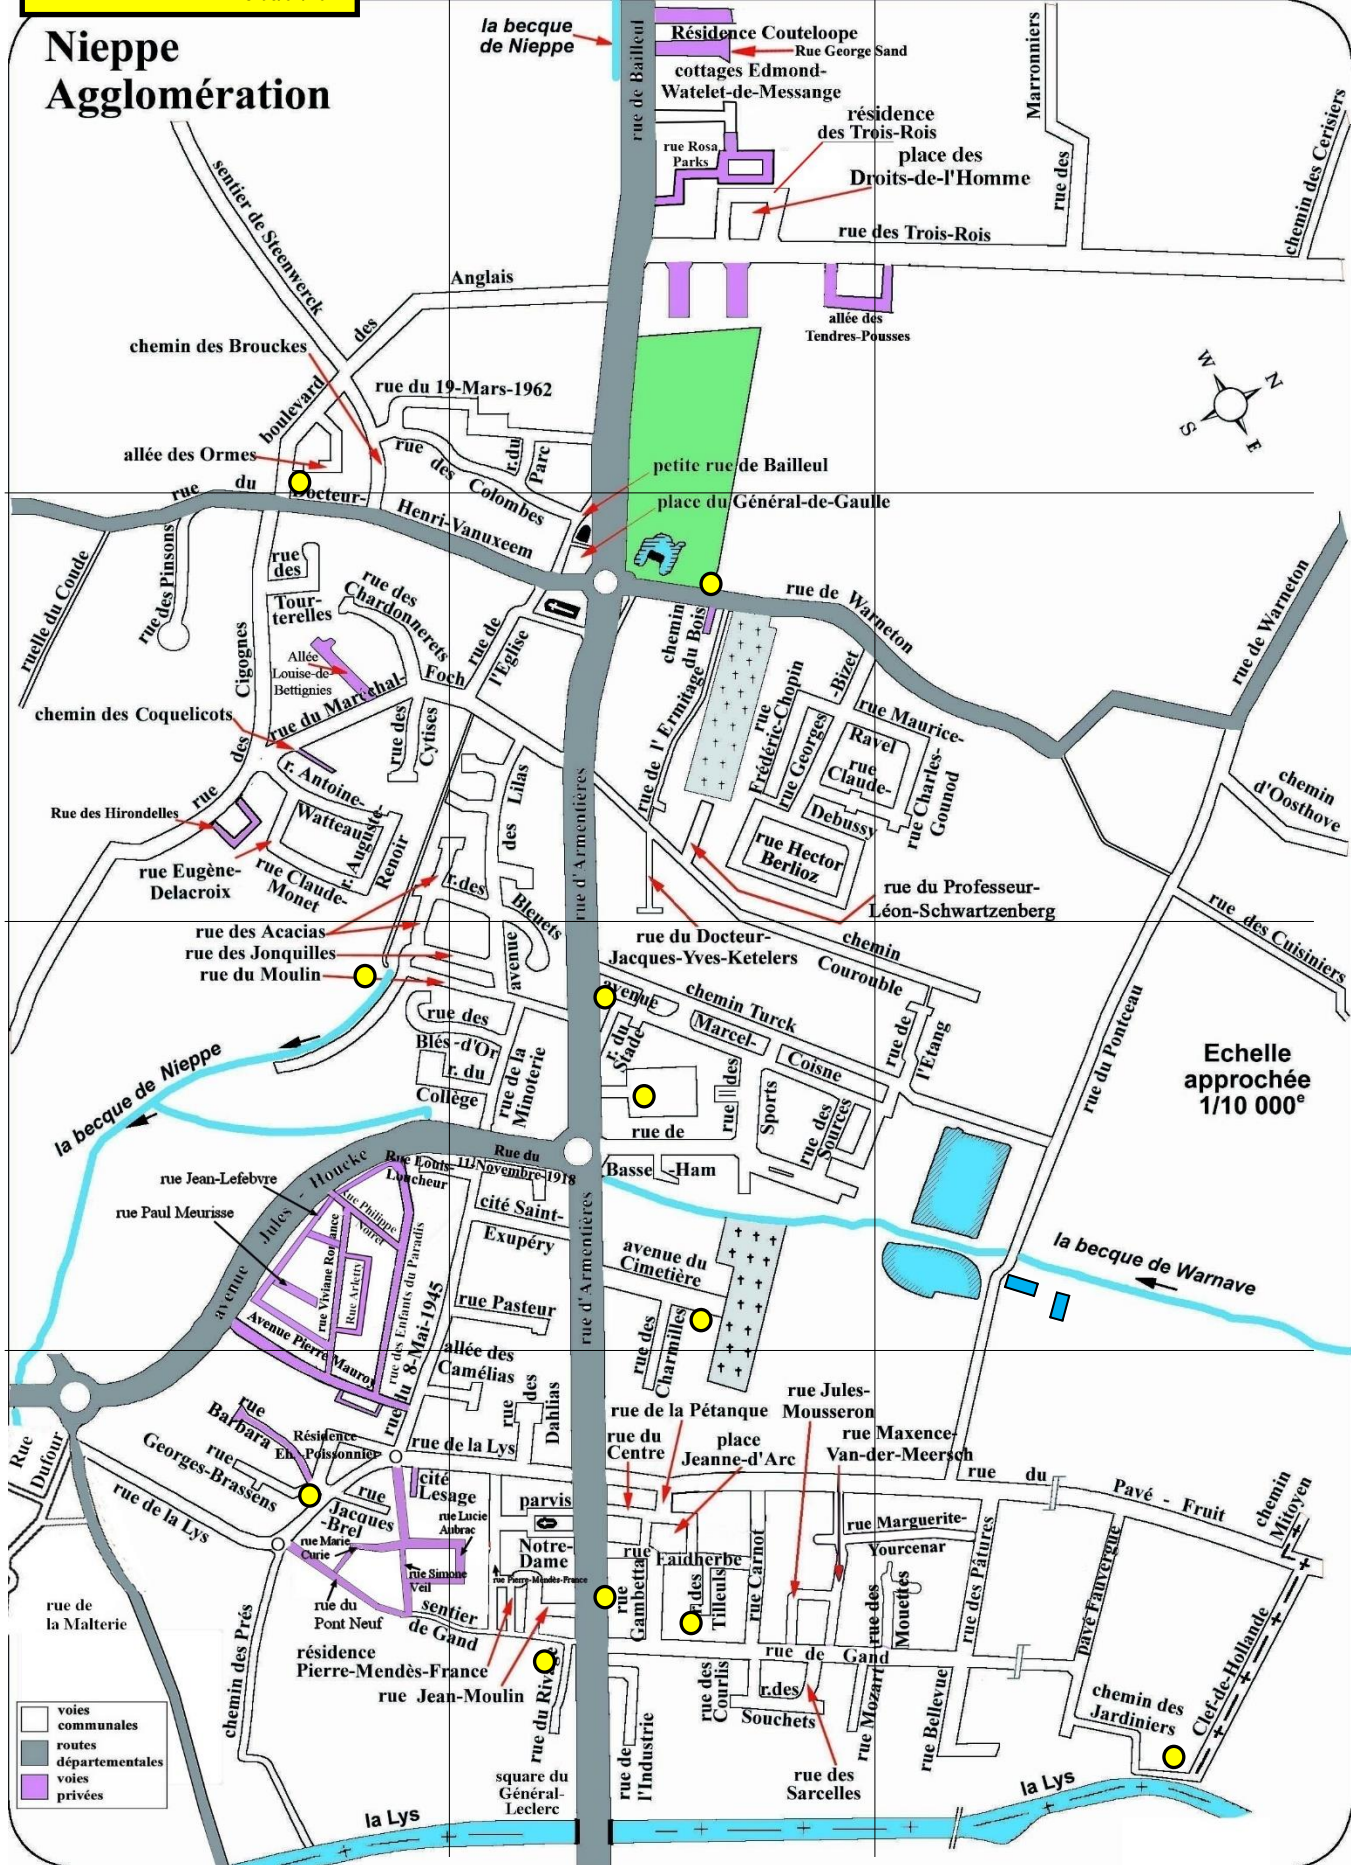 Nieppe
Agglomération
la becque
de Nieppe
rue de Bailleul
Résidence Couteloope
Rue George Sand
cottages Edmond-
Watelet-de-Messange
résidence
des Trois-Rois
rue Rosa
Parks
place des
Droits-de-l'Homme
rue des Trois-Rois
rue des
Marronniers
chemin des Cerisiers
sentier de Steenwerck
boulevard
des
Anglais
allée des
Tendres-Pousses
chemin des Brouckes
rue du 19-Mars-1962
W
N
S
E
allée des Ormes
rue des Colombes
r.du
Parc
petite rue de Bailleul
place du Général-de-Gaulle
rue du Docteur-
Henri-Vanuxeem
ruelle du Coude
rue des Pinsons
rue
des
Tour-
terelles
rue des
Chardonnerets
rue de
l'Eglise
chemin
du Bois
rue de Warneton
rue de Warneton
Allée
Louise-de-
Bettignies
rue du Maréchal-
Foch
rue
des
Cigognes
chemin des Coquelicots
rue des
Cytises
rue de l'Ermitage
rue
Frédéric-Chopin
rue Georges-
-Bizet
rue Maurice-
Ravel
rue
Claude-
Debussy
rue Charles-
Gounod
chemin
d'Oosthove
Rue des Hirondelles
r. Antoine-
Watteau
r. Auguste-
Renoir
avenue
des
Lilas
rue d'Armentières
rue Hector
Berlioz
rue Eugène-
Delacroix
rue Claude-
Monet
r.des
Bleuets
rue du Professeur-
Léon-Schwartzenberg
rue des Cuisiniers
rue des Acacias
rue des Jonquilles
rue du Moulin
rue du Docteur-
Jacques-Yves-Ketelers
chemin
Courouble
avenue
Marcel-
Coisne
chemin Turck
rue de
l'Etang
rue du Pontceau
rue des
Blés-d'Or
r. du
Collège
rue de la
Minoterie
r. du
Stade
rue
des
Sports
rue des
Sources
Echelle
approchée
1/10 000e
la becque de Nieppe
rue de
Basse -Ham
Rue du
11-Novembre-1918
avenue Jules - Houcke
Rue Louis-
Loucheur
rue Jean-Lefebvre
rue Paul Meurisse
Rue Philippe
Noiret
rue Viviane Romance
Rue Arletty
rue des Enfants du Paradis
cité Saint-
Exupéry
rue d'Armentières
avenue du
Cimetière
la becque de Warnave
rue Pasteur
Avenue Pierre Mauroy
rue du 8-Mai-1945
allée des
Camélias
rue des
Charmilles
rue
des
Dahlias
rue Jules-
Mousseron
rue de la Pétanque
rue du
Centre
place
Jeanne-d'Arc
rue Maxence-
Van-der-Meersch
Rue
Dufour
rue
Barbara
Résidence
rue de la Lys
rue
Georges-Brassens
rue de la Lys
rue
Jacques
-Brel
cité
Lesage
rue Lucie
Aubrac
parvis
Notre-
Dame
rue du
Pavé - Fruit
chemin
Mitoyen
rue Marie
Curie
rue Simone
Veil
rue Pierre-Mendès-France
rue Faidherbe
rue
Gambetta
r.des
Tilleuls
rue Carnot
rue Marguerite-
Yourcenar
rue des
Mouettes
rue des Pâtures
pavé Fauvergue
rue du
Pont Neuf
sentier
de Gand
rue de
la Malterie
chemin des Prés
résidence
Pierre-Mendès-France
rue Jean-Moulin
rue du Rivage
rue de Gand
rue des
Courlis
r.des
Souchets
rue Mozart
rue Bellevue
chemin des
Jardiniers
Clef-de-Hollande
voies
communales
routes
départementales
voies
privées
square du
Général-
Leclerc
rue de
l'Industrie
rue des
Sarcelles
la Lys
la Lys